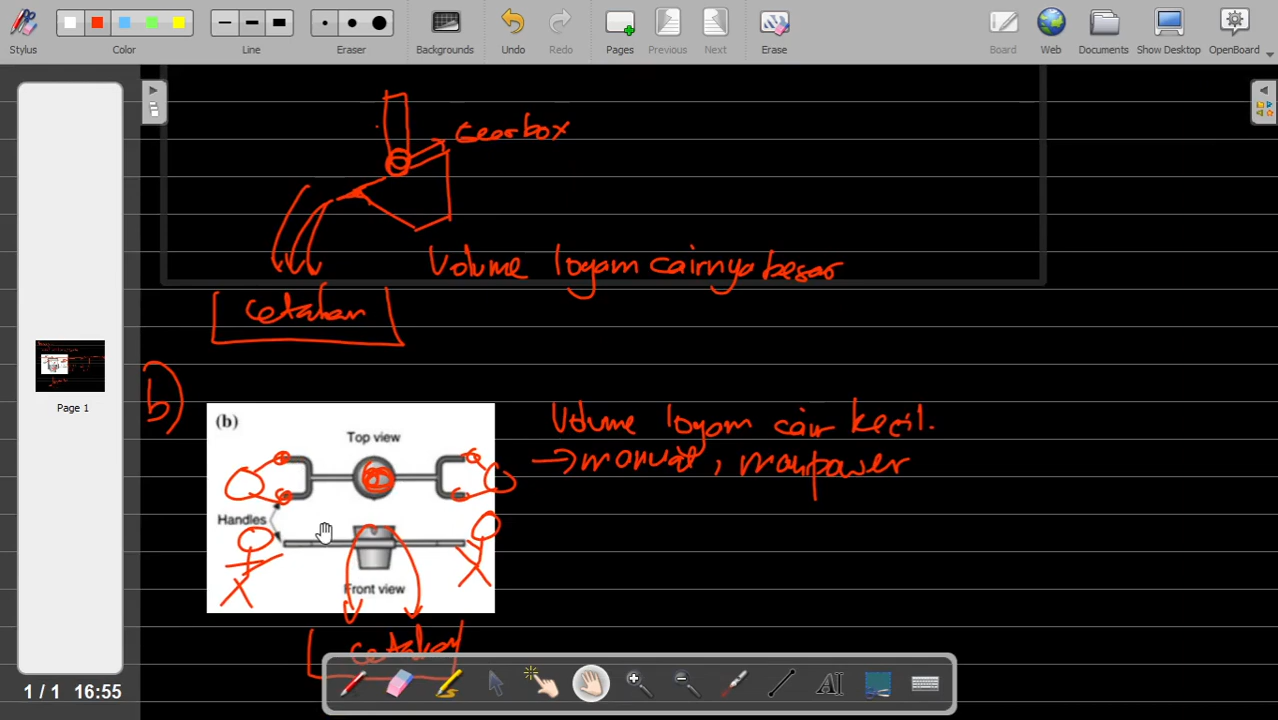 Stylus
Color
Line
Eraser
Backgrounds
Undo
Redo
Pages
Previous
Next
Erase
Board
Web
Documents
Show Desktop
OpenBoard
Gearbox
Volume logam cairnya besar
cetakan
b)
Volume logam cair kecil.
→ manual, manpower
(b)
Top view
Handles
Front view
cetakan
Page 1
1 / 1 16:55
AI